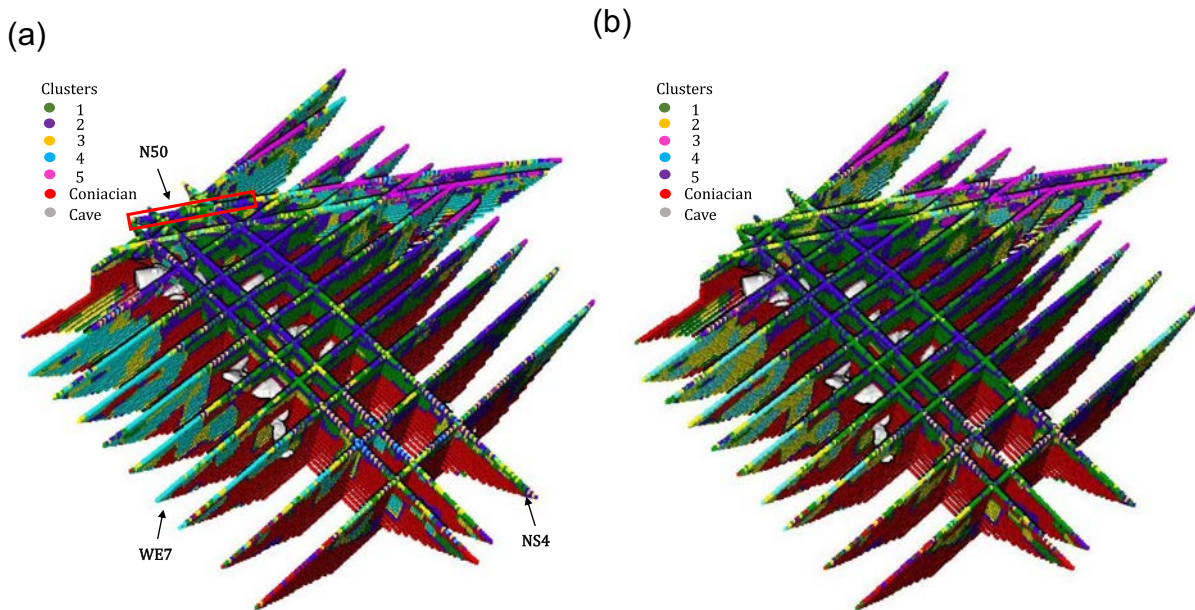 (a)
Clusters
1
2
3
4
5
Coniacian
Cave
N50
WE7
NS4
(b)
Clusters
1
2
3
4
5
Coniacian
Cave